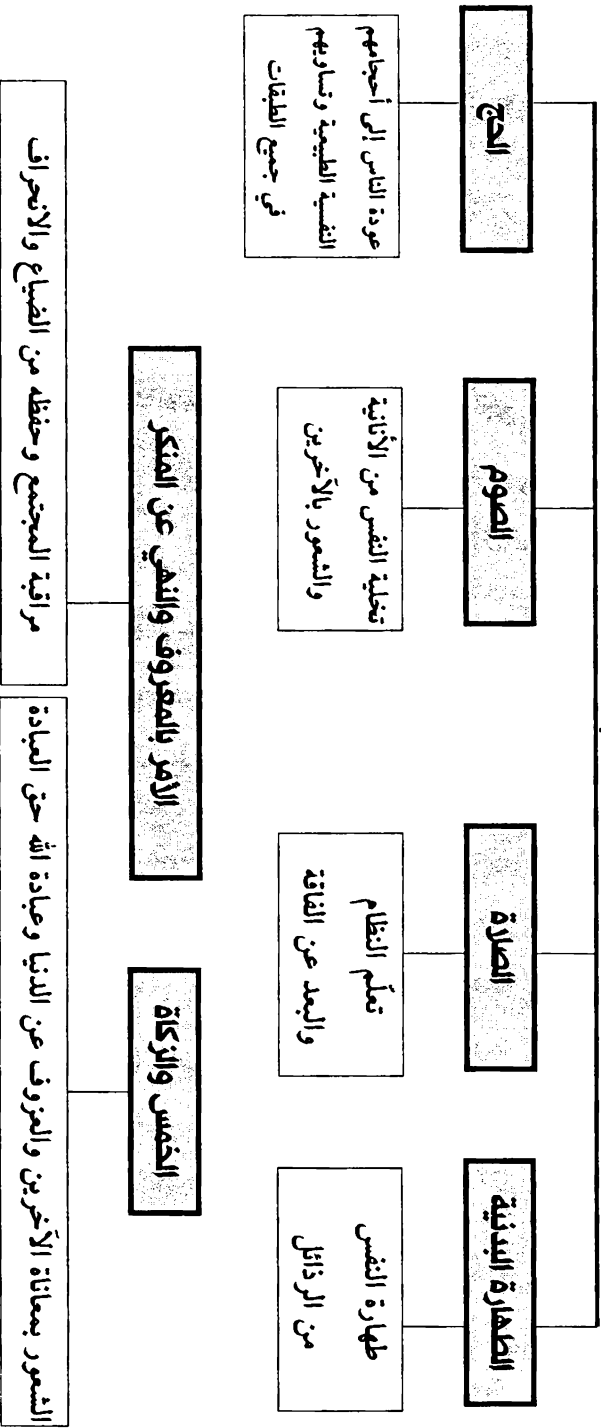 الطهارة البدنية
طهارة النفس
من الرذائل
الصلاة
تعلّم النظام
والبعد عن الفاقة
الصوم
تخلية النفس من الأنانية
والشعور بالآخرين
الحج
عودة الناس إلى أحجامهم
النفسية الطبيعية وتساويهم
في جميع الطبقات
الخمس والزكاة
الشعور بمعاناة الآخرين والعزوف عن الدنيا وعبادة الله حق العبادة
الأمر بالمعروف والنهي عن المنكر
مراقبة المجتمع وحفظه من الضياع والانحراف